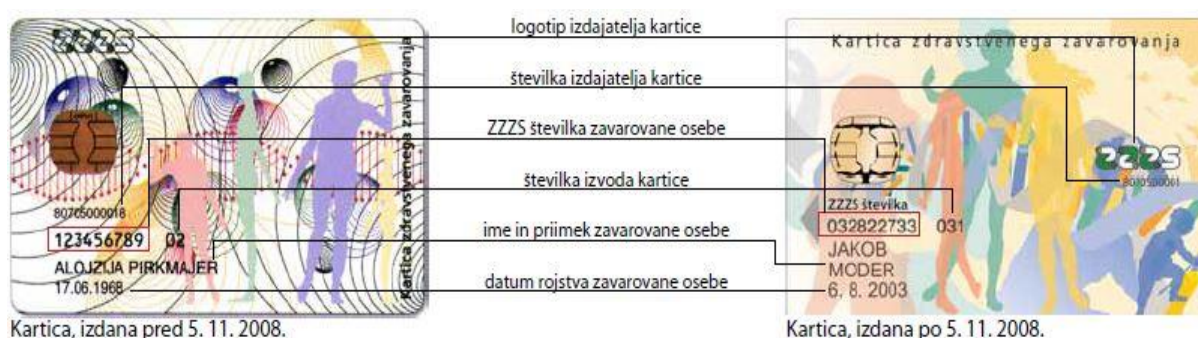 zzzs
Kartica zdravstvenega zavarovanja
80705000018
123456789 02
ALOJZIJA PIRKMAJER
17.06.1968
Kartica, izdana pred 5. 11. 2008.
logotip izdajatelja kartice
številka izdajatelja kartice
ZZZS številka zavarovane osebe
številka izvoda kartice
ime in priimek zavarovane osebe
datum rojstva zavarovane osebe
Kartica zdravstvenega zavarovanja
zzzs
ZZZS številka
032822733 031
JAKOB
MODER
6. 8. 2003
Kartica, izdana po 5. 11. 2008.